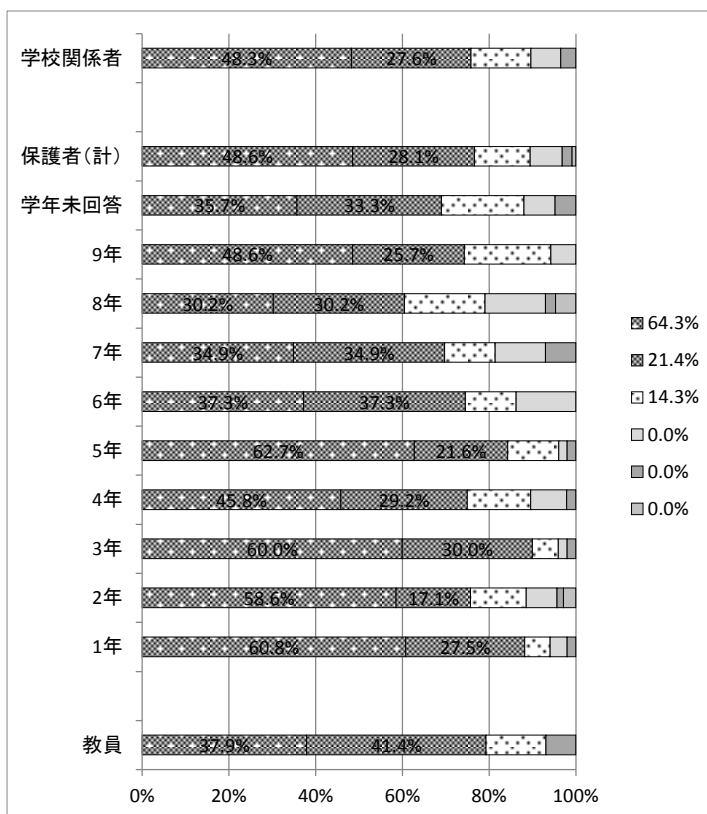 学校関係者 48.3% 27.6%
保護者（計） 48.6% 28.1%
学年未回答 35.7% 33.3%
9年 48.6% 25.7%
8年 30.2% 30.2%
7年 34.9% 34.9%
6年 37.3% 37.3%
5年 62.7% 21.6%
4年 45.8% 29.2%
3年 60.0% 30.0%
2年 58.6% 17.1%
1年 60.8% 27.5%
教員 37.9% 41.4%
0% 20% 40% 60% 80% 100%
64.3%
21.4%
14.3%
0.0%
0.0%
0.0%